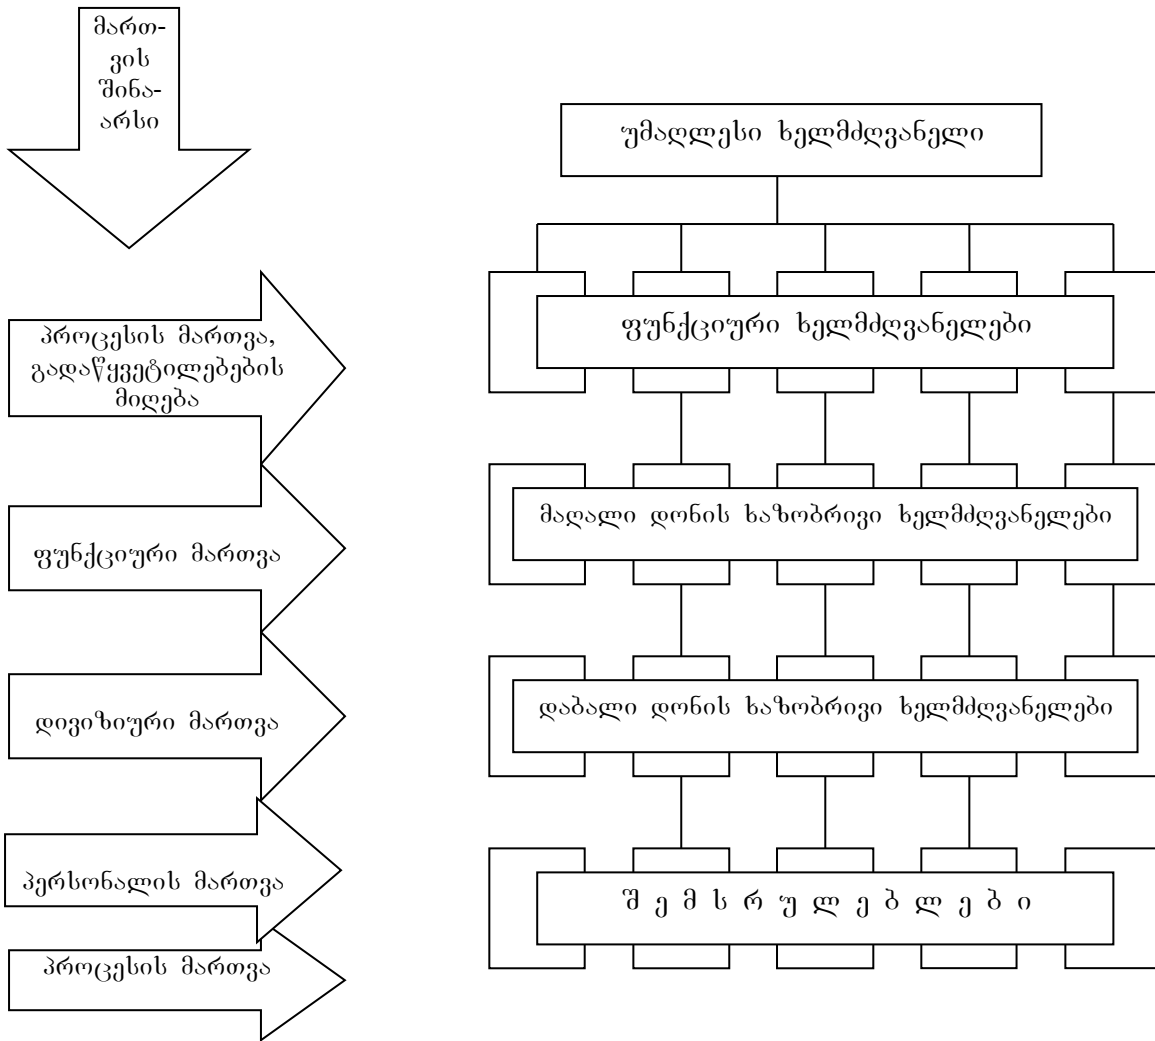 მართ-
ვის
შინა-
არსი
უმაღლესი ხელმძღვანელი
პროცესის მართვა,
გადაწყვეტილებების
მიღება
ფუნქციური ხელმძღვანელები
ფუნქციური მართვა
მაღალი დონის ხაზობრივი ხელმძღვანელები
დივიზიური მართვა
დაბალი დონის ხაზობრივი ხელმძღვანელები
პერსონალის მართვა
შ ე მ ს რ უ ლ ე ბ ლ ე ბ ი
პროცესის მართვა